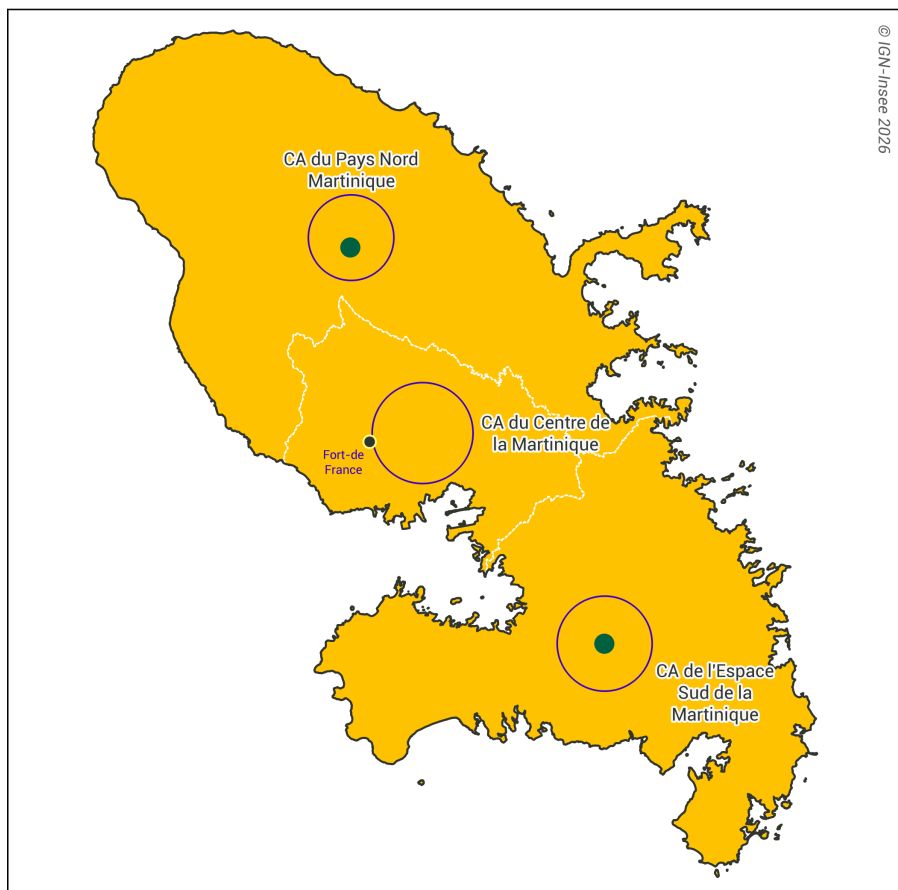 © IGN-Insee 2026
CA du Pays Nord
Martinique
CA du Centre de
la Martinique
Fort-de
France
CA de l'Espace
Sud de la
Martinique